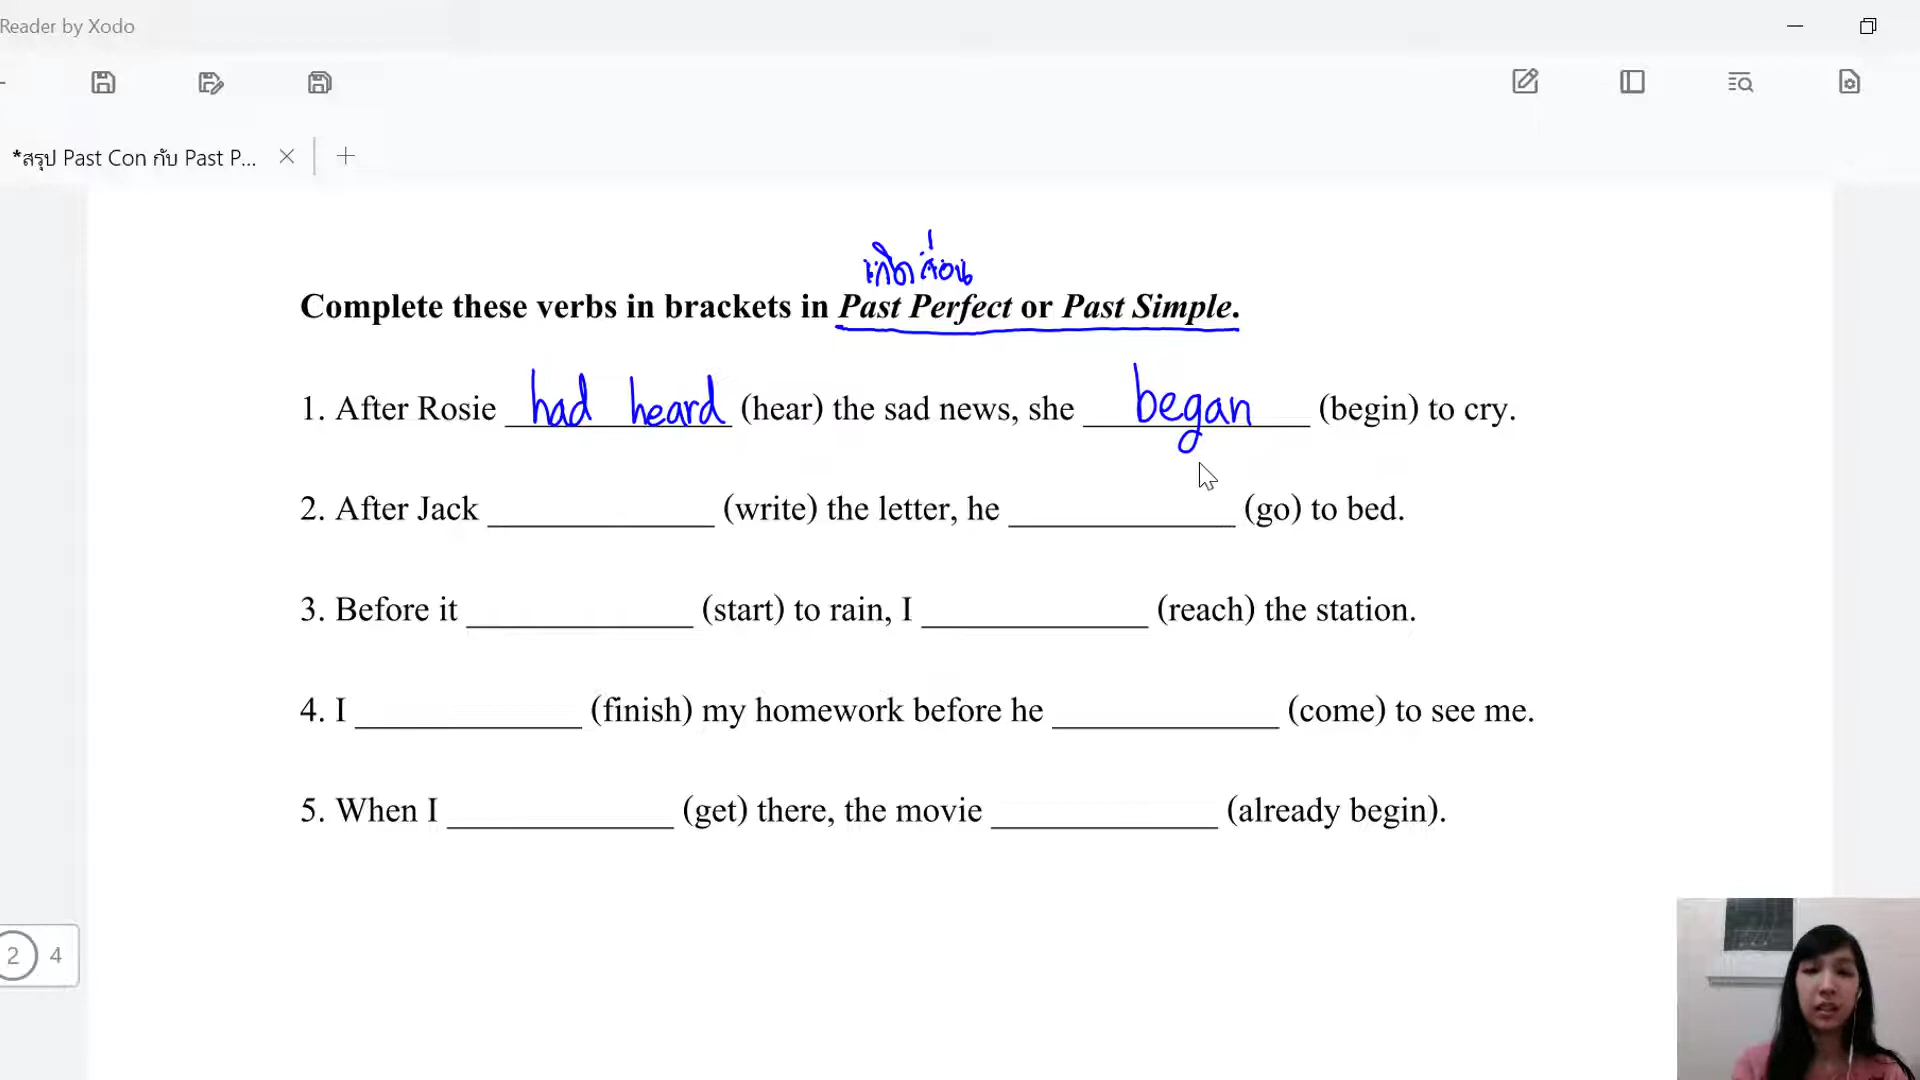 Reader by Xodo
*สรุป Past Con กับ Past P...
เกิดก่อน
Complete these verbs in brackets in Past Perfect or Past Simple.
1. After Rosie had heard (hear) the sad news, she began (begin) to cry.
2. After Jack _____________ (write) the letter, he _____________ (go) to bed.
3. Before it _____________ (start) to rain, I _____________ (reach) the station.
4. I _____________ (finish) my homework before he _____________ (come) to see me.
5. When I _____________ (get) there, the movie _____________ (already begin).
2 4